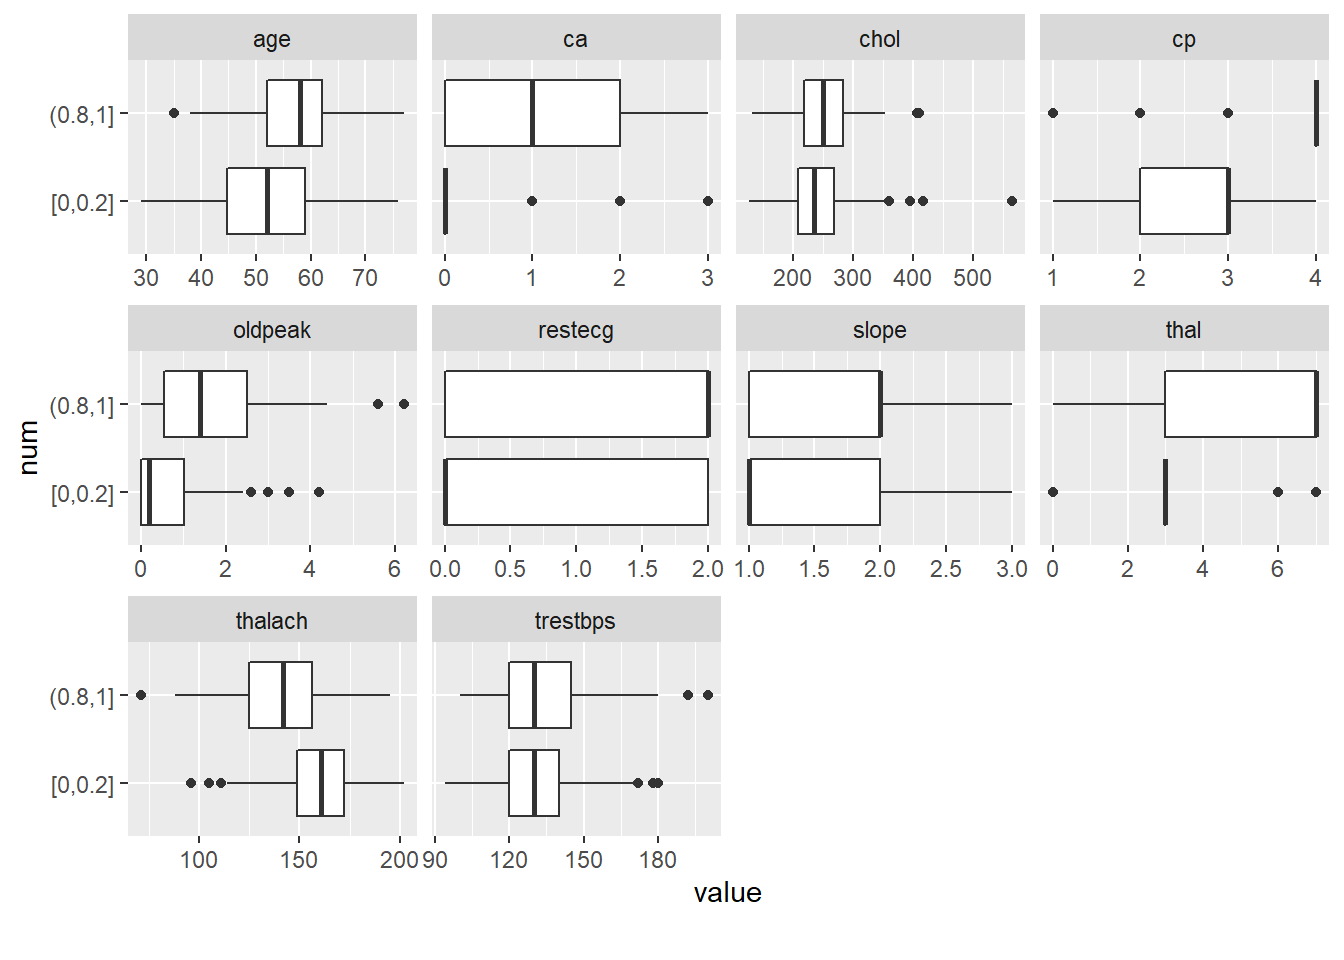 age ca chol cp
(0.8,1]
[0,0.2]
30 40 50 60 70 0 1 2 3 200 300 400 500 1 2 3 4
oldpeak restecg slope thal
(0.8,1]
[0,0.2]
0 2 4 6 0.0 0.5 1.0 1.5 2.0 1.0 1.5 2.0 2.5 3.0 0 2 4 6
num
thalach trestbps
(0.8,1]
[0,0.2]
100 150 200 90 120 150 180
value